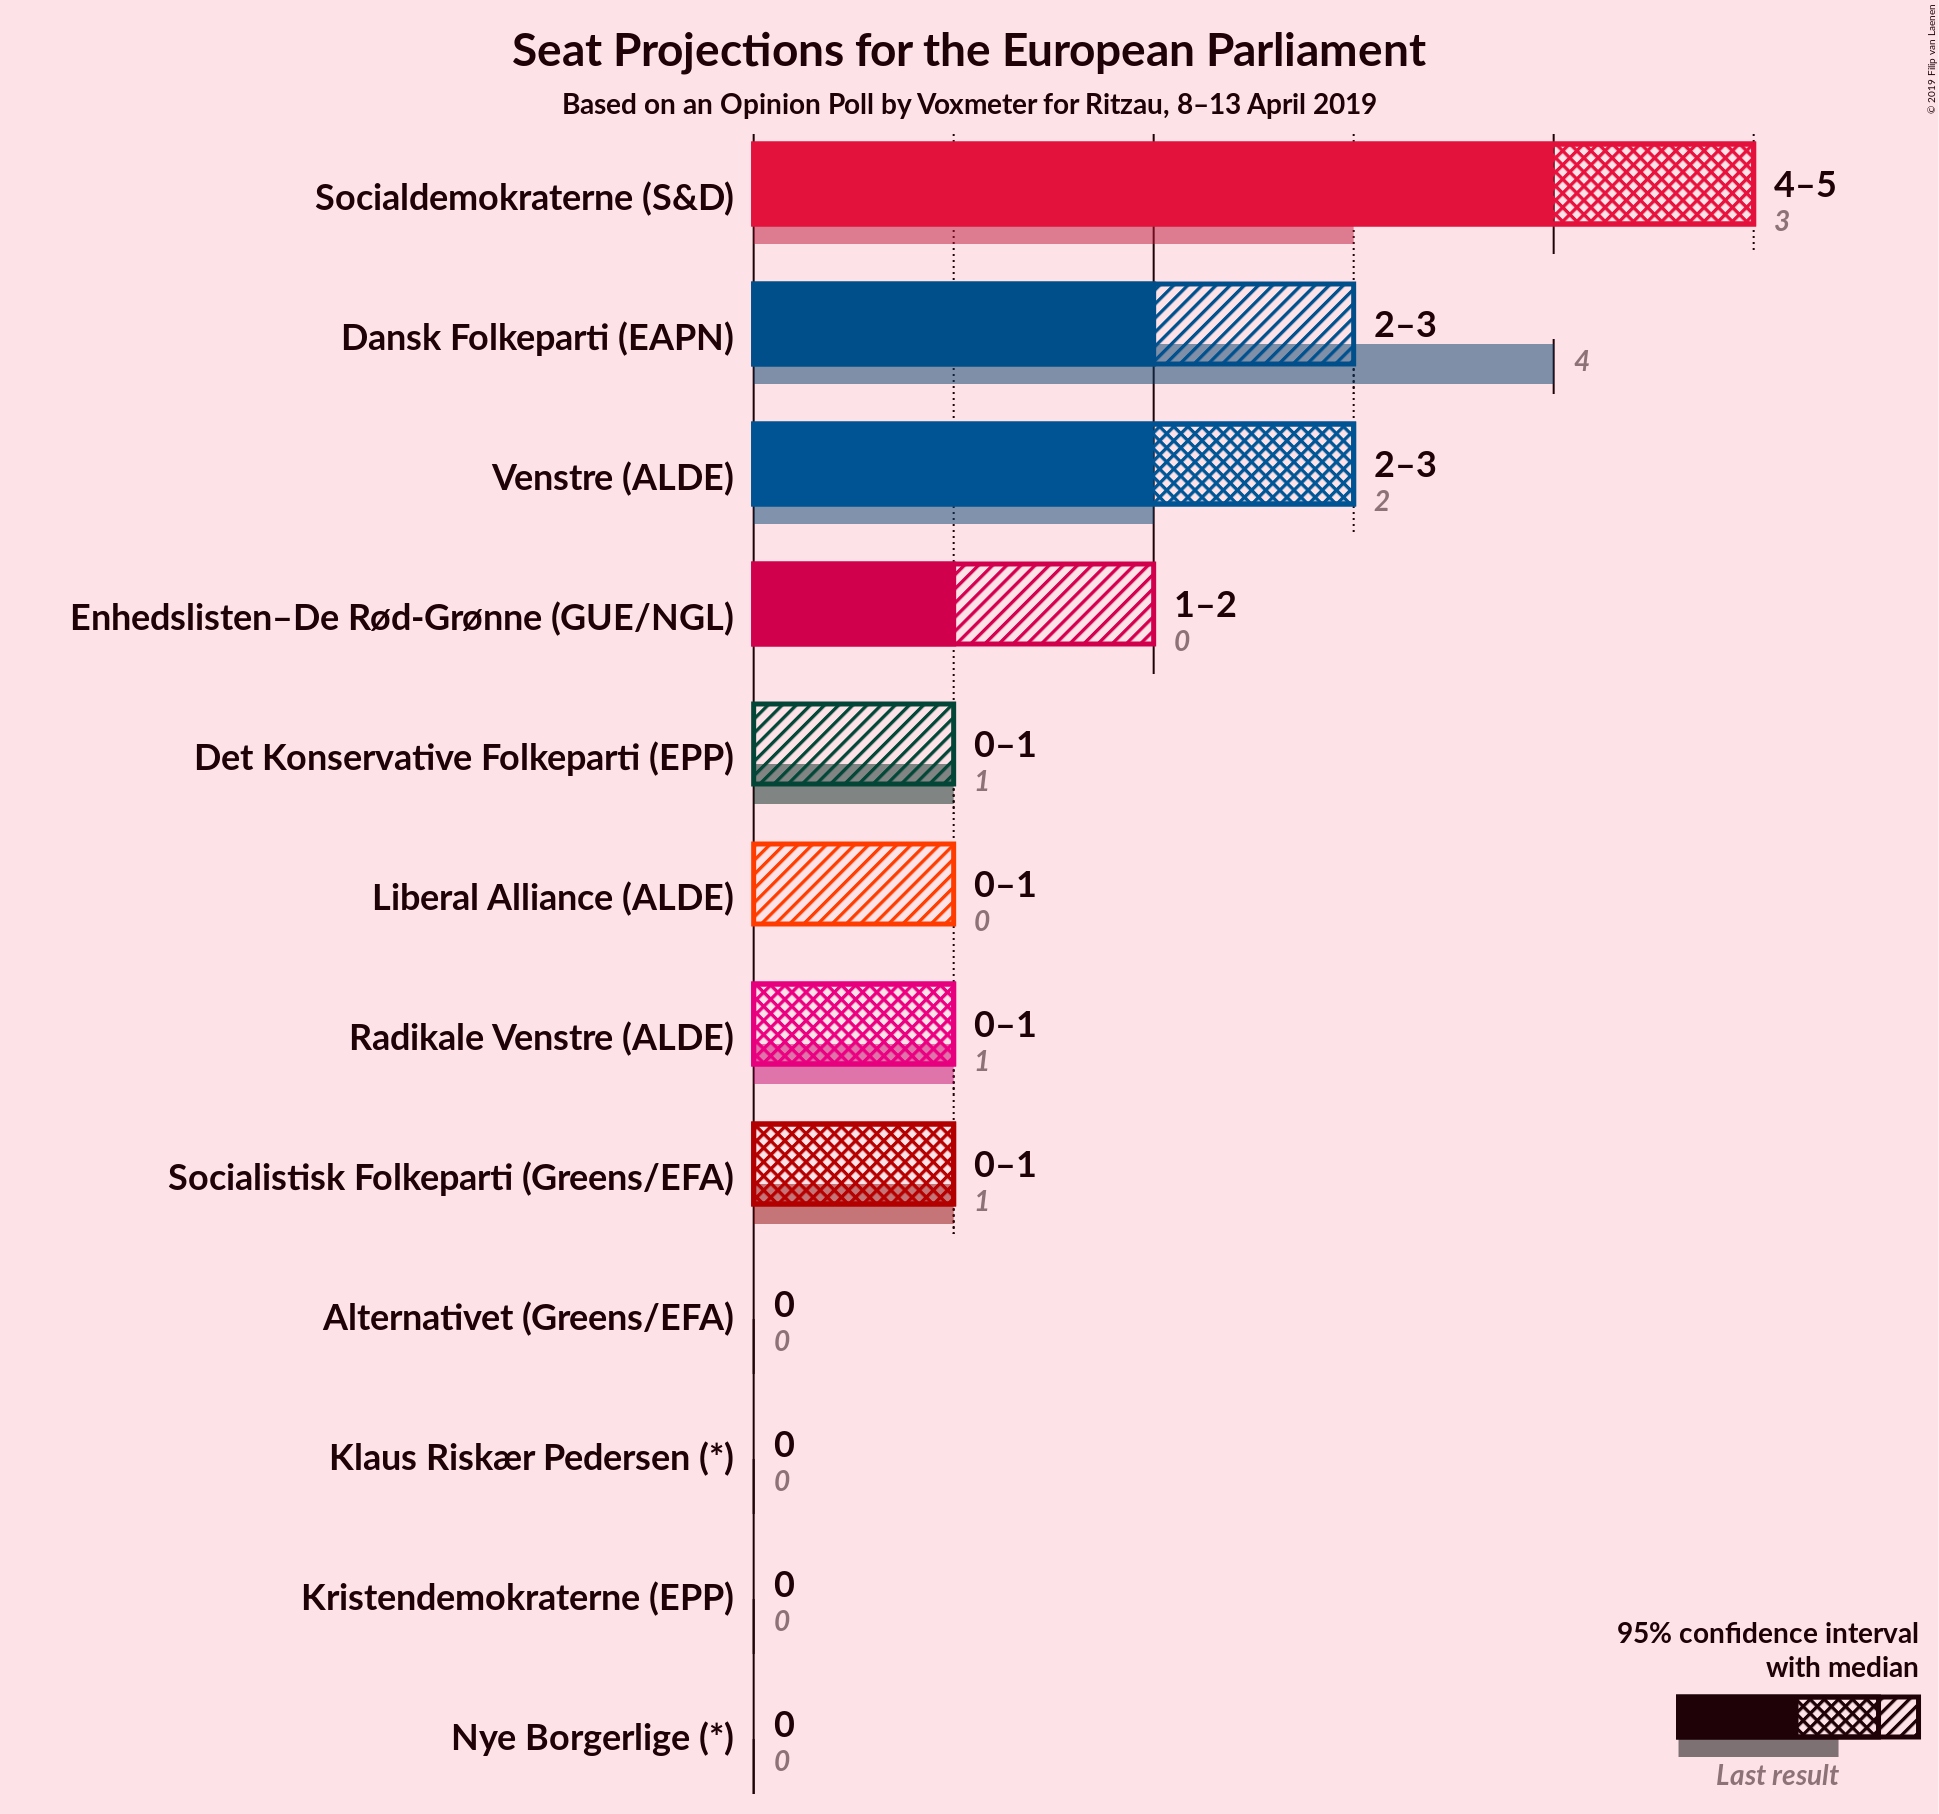 Seat Projections for the European Parliament
Based on an Opinion Poll by Voxmeter for Ritzau, 8–13 April 2019
© 2019 Filip van Laenen
Socialdemokraterne (S&D)
4–5
3
Dansk Folkeparti (EAPN)
2–3
4
Venstre (ALDE)
2–3
2
Enhedslisten–De Rød-Grønne (GUE/NGL)
1–2
0
Det Konservative Folkeparti (EPP)
0–1
1
Liberal Alliance (ALDE)
0–1
0
Radikale Venstre (ALDE)
0–1
1
Socialistisk Folkeparti (Greens/EFA)
0–1
1
Alternativet (Greens/EFA)
0
0
Klaus Riskær Pedersen (*)
0
0
Kristendemokraterne (EPP)
0
0
Nye Borgerlige (*)
0
0
95% confidence interval
with median
Last result